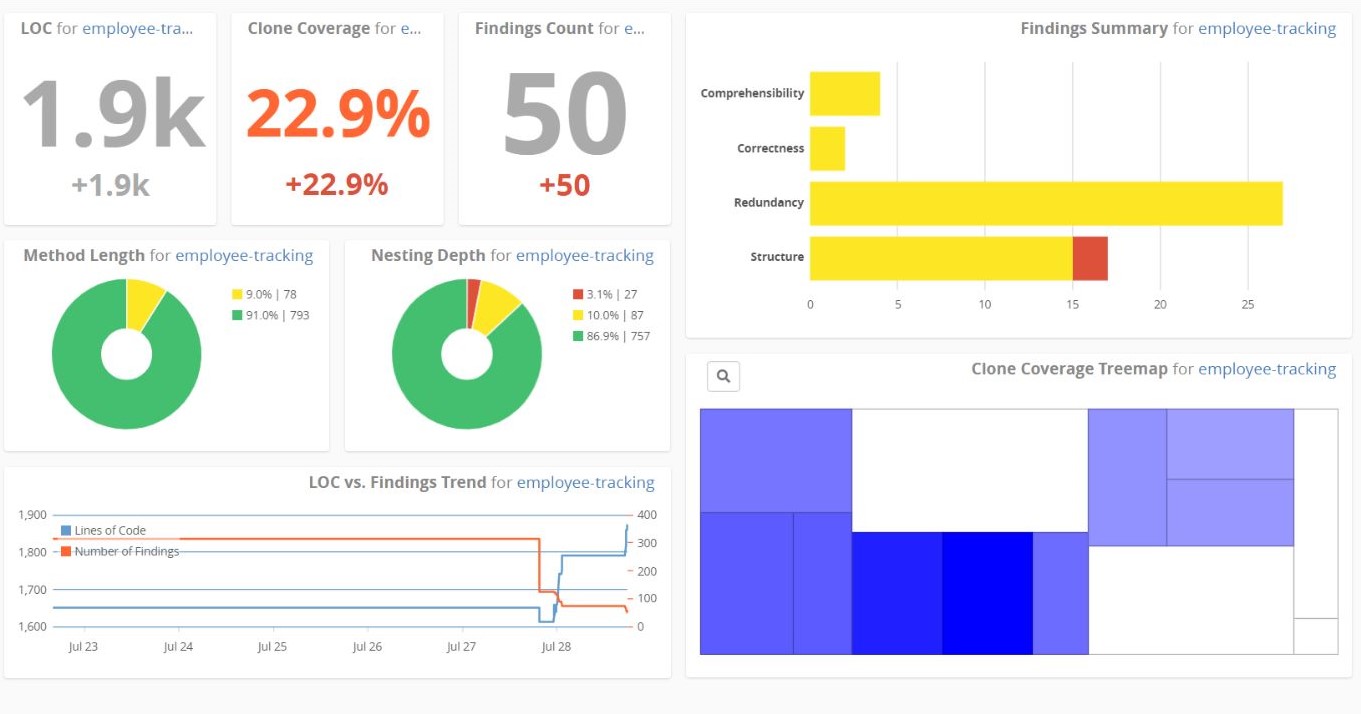 LOC for employee-tra...
1.9k
+1.9k
Clone Coverage for e...
22.9%
+22.9%
Findings Count for e...
50
+50
Findings Summary for employee-tracking
Comprehensibility
Correctness
Redundancy
Structure
0 5 10 15 20 25
Method Length for employee-tracking
9.0% | 78
91.0% | 793
Nesting Depth for employee-tracking
3.1% | 27
10.0% | 87
86.9% | 757
Clone Coverage Treemap for employee-tracking
LOC vs. Findings Trend for employee-tracking
1,900 400
Lines of Code
300
Number of Findings
1,800
200
1,700
100
1,600 0
Jul 23 Jul 24 Jul 25 Jul 26 Jul 27 Jul 28